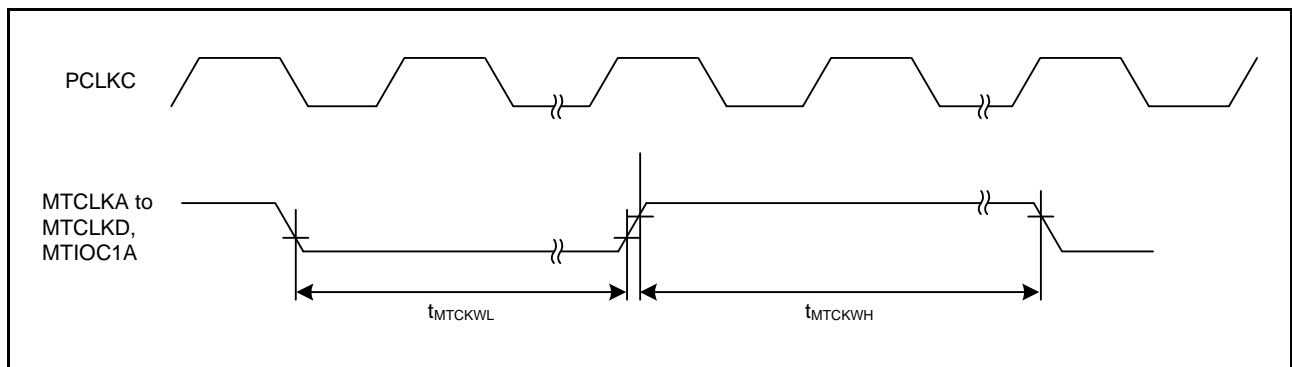 PCLKC
MTCLKA to
MTCLKD,
MTIOC1A
tMTCKWL
tMTCKWH